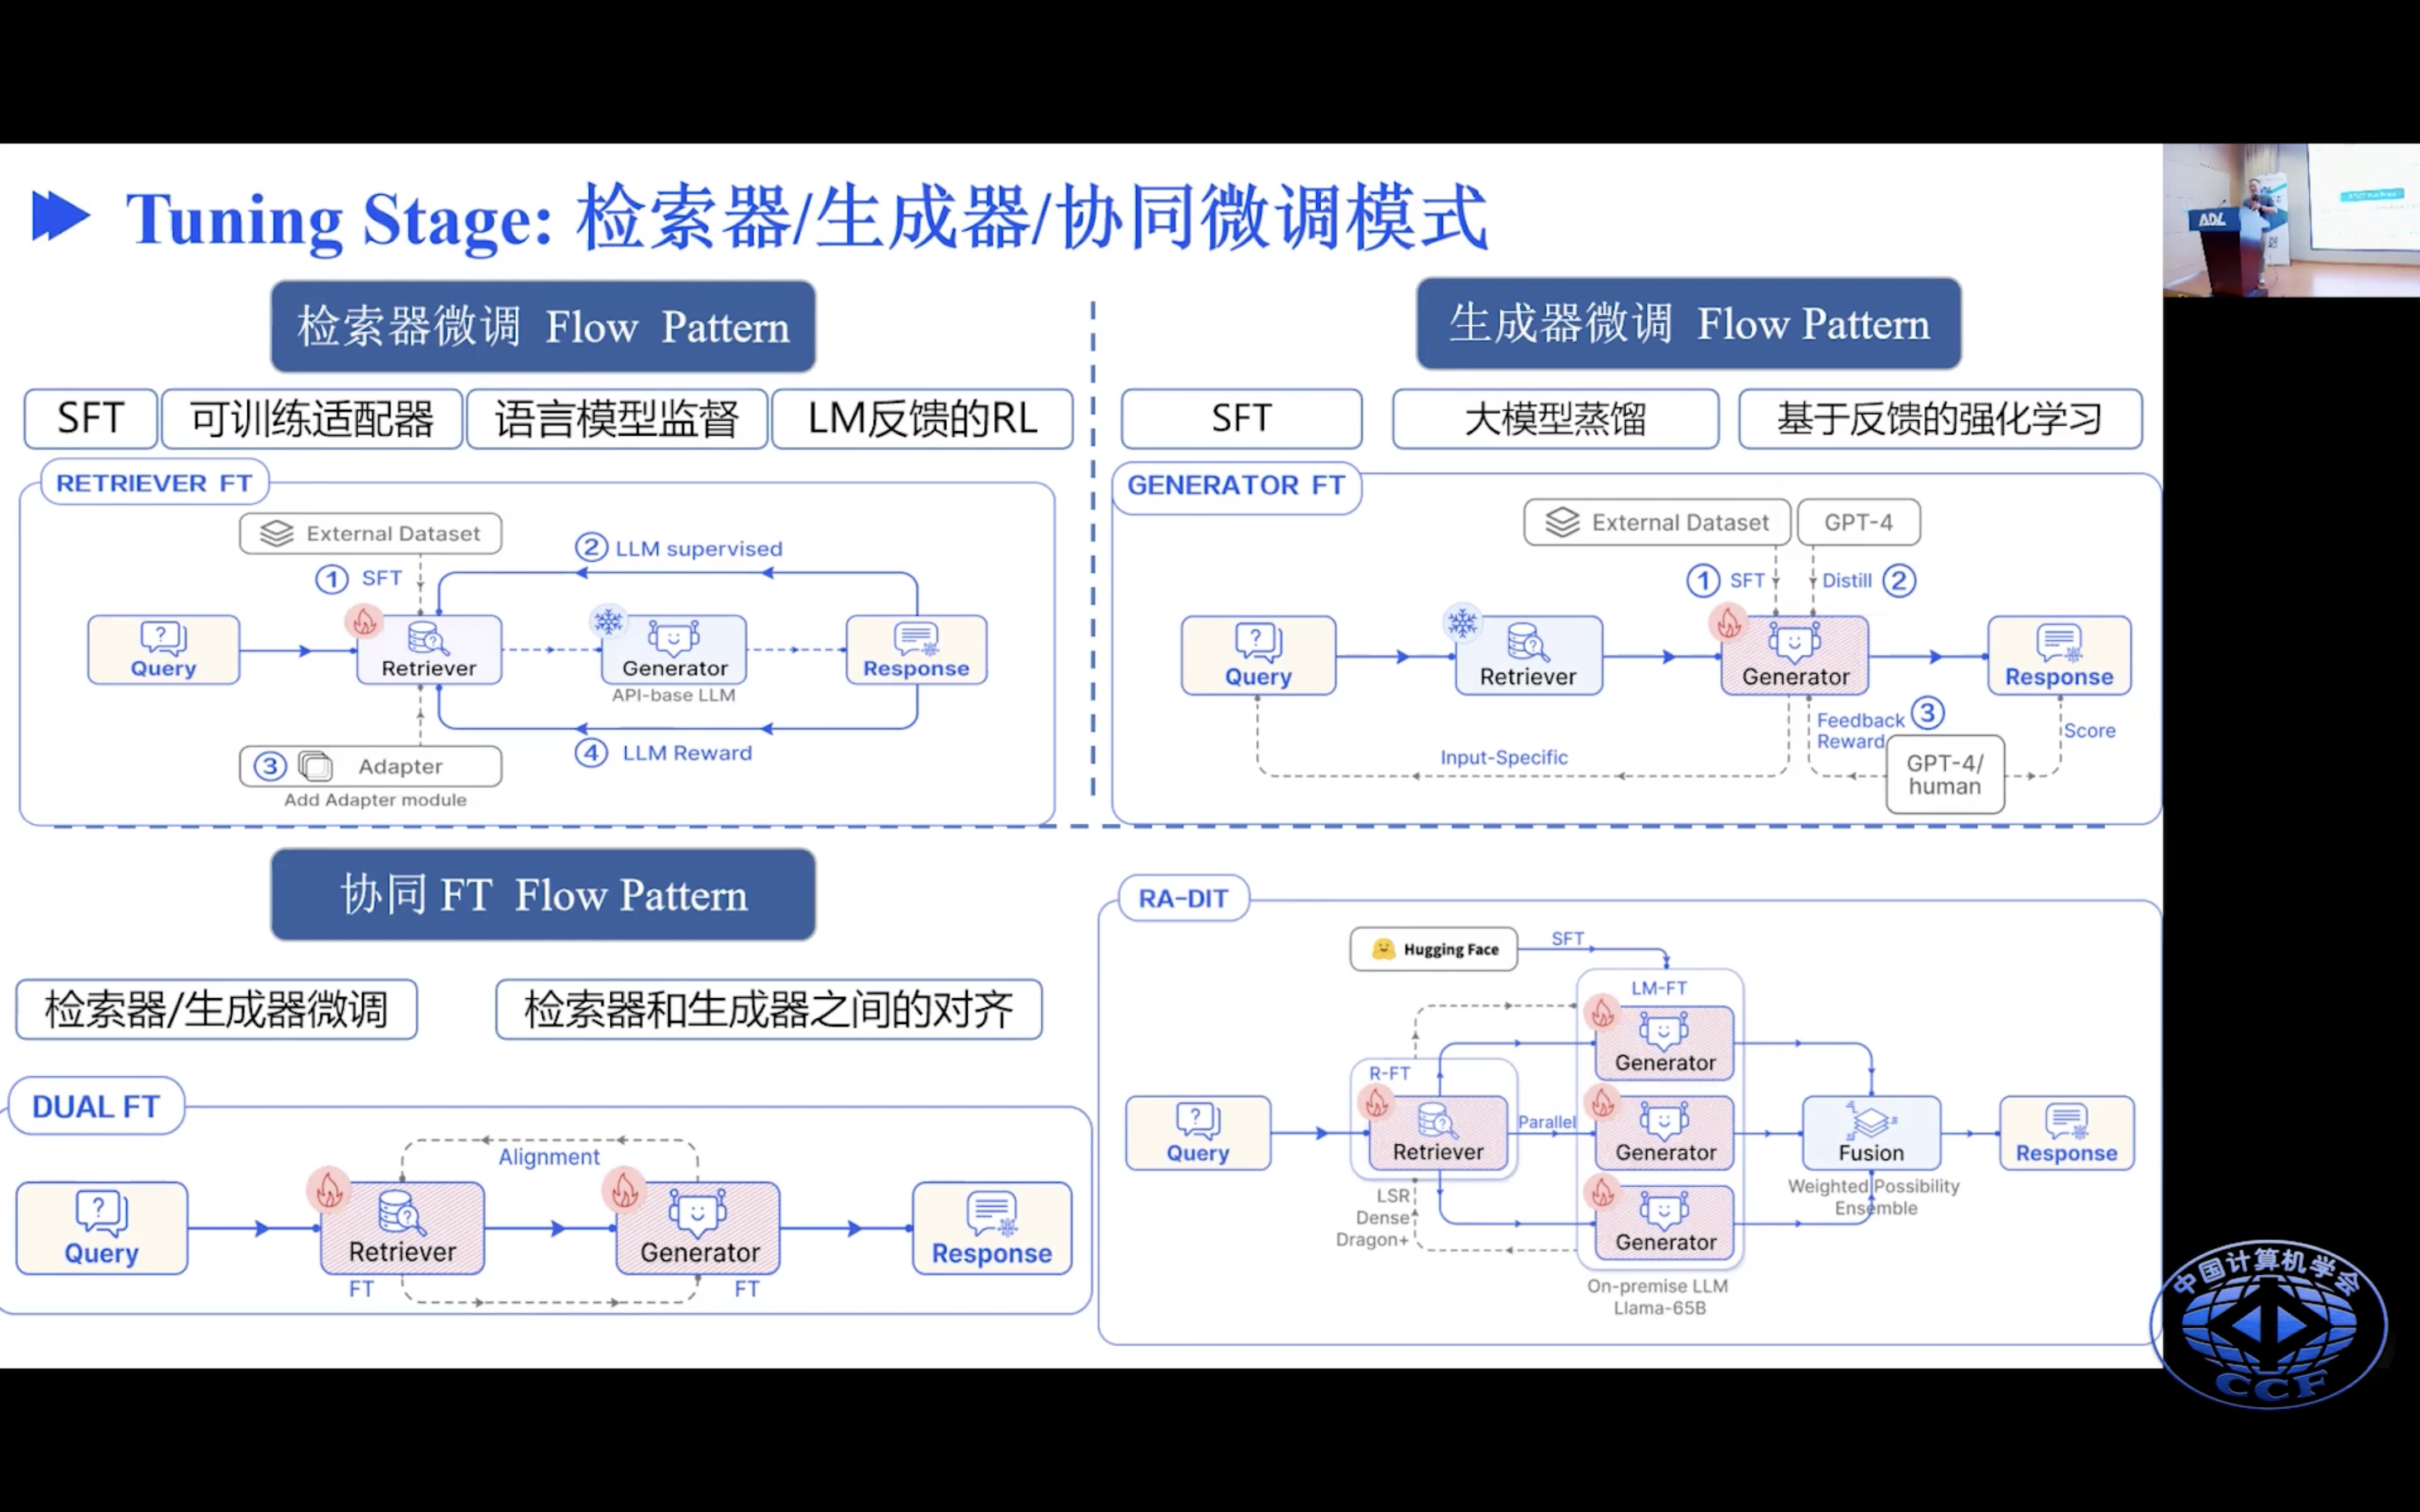 Tuning Stage: 检索器/生成器/协同微调模式
检索器微调 Flow Pattern
SFT
可训练适配器
语言模型监督
LM反馈的RL
RETRIEVER FT
External Dataset
② LLM supervised
① SFT
Query
Retriever
Generator
Response
API-base LLM
④ LLM Reward
③ Adapter
Add Adapter module
生成器微调 Flow Pattern
SFT
大模型蒸馏
基于反馈的强化学习
GENERATOR FT
External Dataset
GPT-4
① SFT
Distill ②
Query
Retriever
Generator
Response
Feedback ③
Reward
Score
Input-Specific
GPT-4/
human
协同 FT Flow Pattern
检索器/生成器微调
检索器和生成器之间的对齐
DUAL FT
Alignment
Query
Retriever
Generator
Response
FT
FT
RA-DIT
Hugging Face
SFT
LM-FT
Generator
R-FT
Query
Retriever
Parallel
Generator
Fusion
Response
Weighted Possibility
Ensemble
LSR
Dense
Dragon+
Generator
On-premise LLM
Llama-65B
ADL
中国计算机学会
CCF